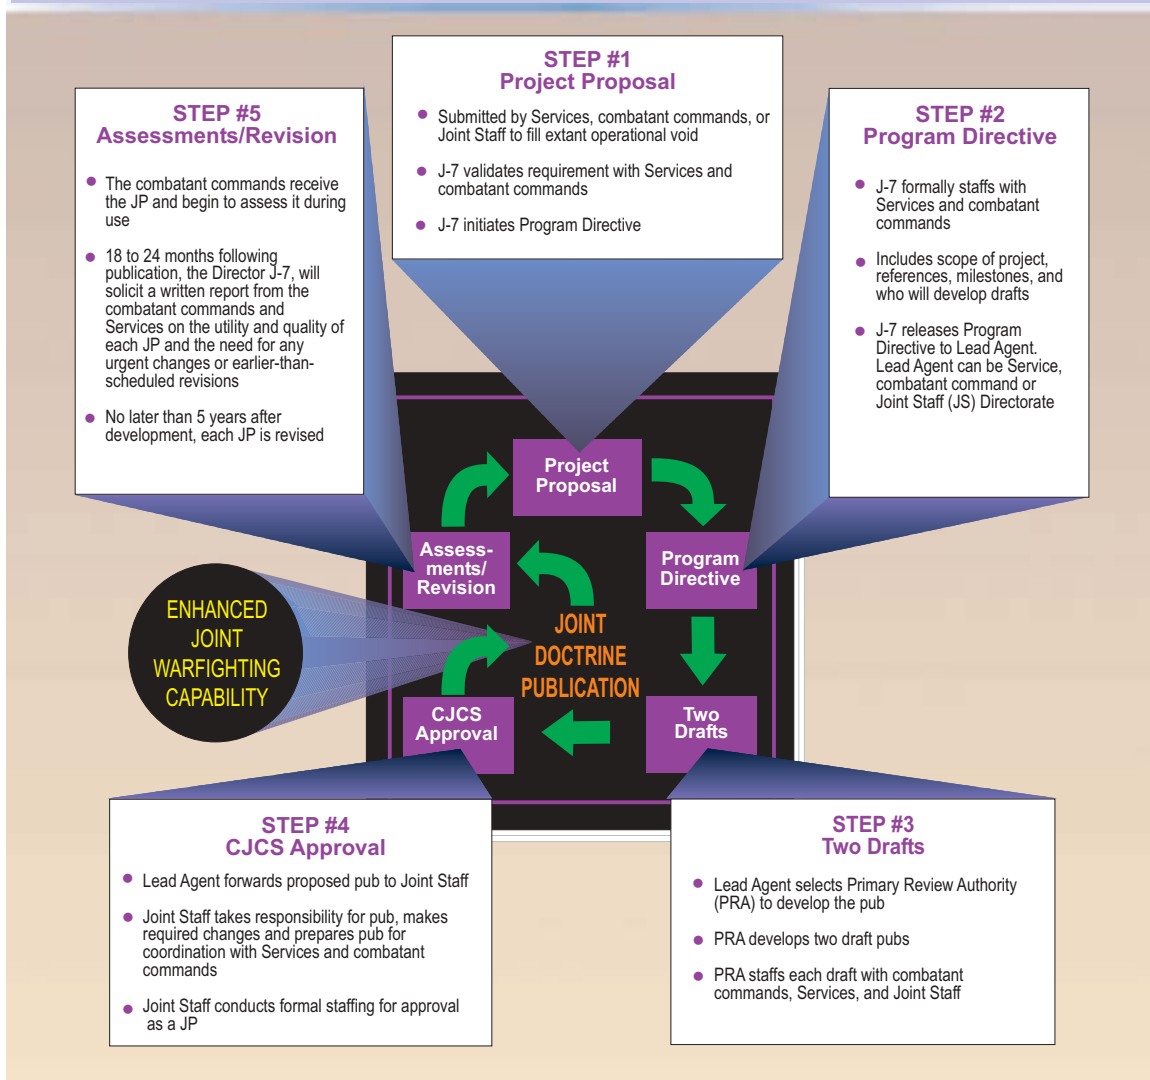 STEP #1
Project Proposal
• Submitted by Services, combatant commands, or
Joint Staff to fill extant operational void
• J-7 validates requirement with Services and
combatant commands
• J-7 initiates Program Directive
STEP #2
Program Directive
• J-7 formally staffs with
Services and combatant
commands
• Includes scope of project,
references, milestones, and
who will develop drafts
• J-7 releases Program
Directive to Lead Agent.
Lead Agent can be Service,
combatant command or
Joint Staff (JS) Directorate
STEP #5
Assessments/Revision
• The combatant commands receive
the JP and begin to assess it during
use
• 18 to 24 months following
publication, the Director J-7, will
solicit a written report from the
combatant commands and
Services on the utility and quality of
each JP and the need for any
urgent changes or earlier-than-
scheduled revisions
• No later than 5 years after
development, each JP is revised
Project
Proposal
Assess-
ments/
Revision
Program
Directive
ENHANCED
JOINT
WARFIGHTING
CAPABILITY
JOINT
DOCTRINE
PUBLICATION
CJCS
Approval
Two
Drafts
STEP #4
CJCS Approval
• Lead Agent forwards proposed pub to Joint Staff
• Joint Staff takes responsibility for pub, makes
required changes and prepares pub for
coordination with Services and combatant
commands
• Joint Staff conducts formal staffing for approval
as a JP
STEP #3
Two Drafts
• Lead Agent selects Primary Review Authority
(PRA) to develop the pub
• PRA develops two draft pubs
• PRA staffs each draft with combatant
commands, Services, and Joint Staff